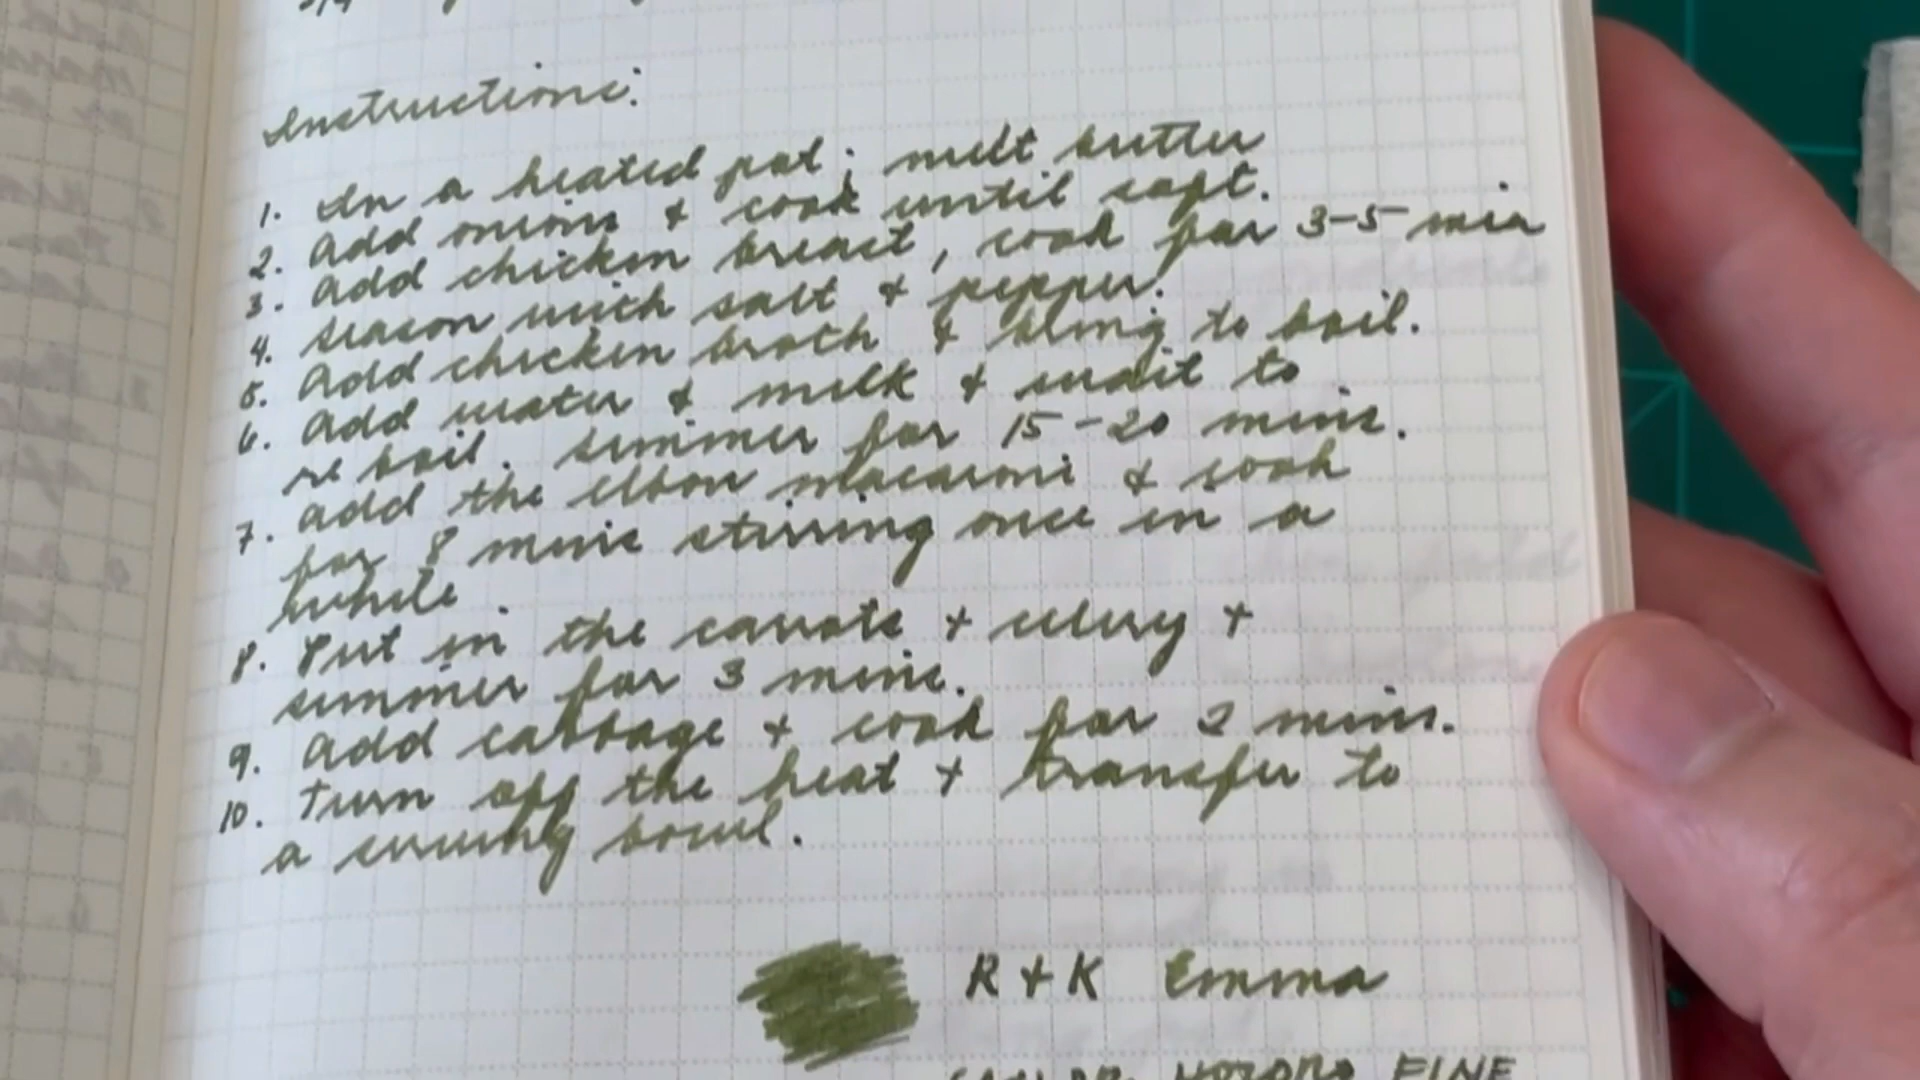 Instructions:
1. In a heated pot; melt butter
2. Add onions & cook until soft.
3. Add chicken breast, cook for 3-5 min
4. Season with salt & pepper.
5. Add chicken broth & bring to boil.
6. Add water & milk & wait to
re boil. Simmer for 15-20 mins.
7. Add the elbow macaroni & cook
for 8 mins stirring once in a
while.
8. Put in the carrots + celery +
simmer for 3 mins.
9. Add cabbage + cook for 2 mins.
10. Turn off the heat + transfer to
a serving bowl.
R + K Emma
FINE